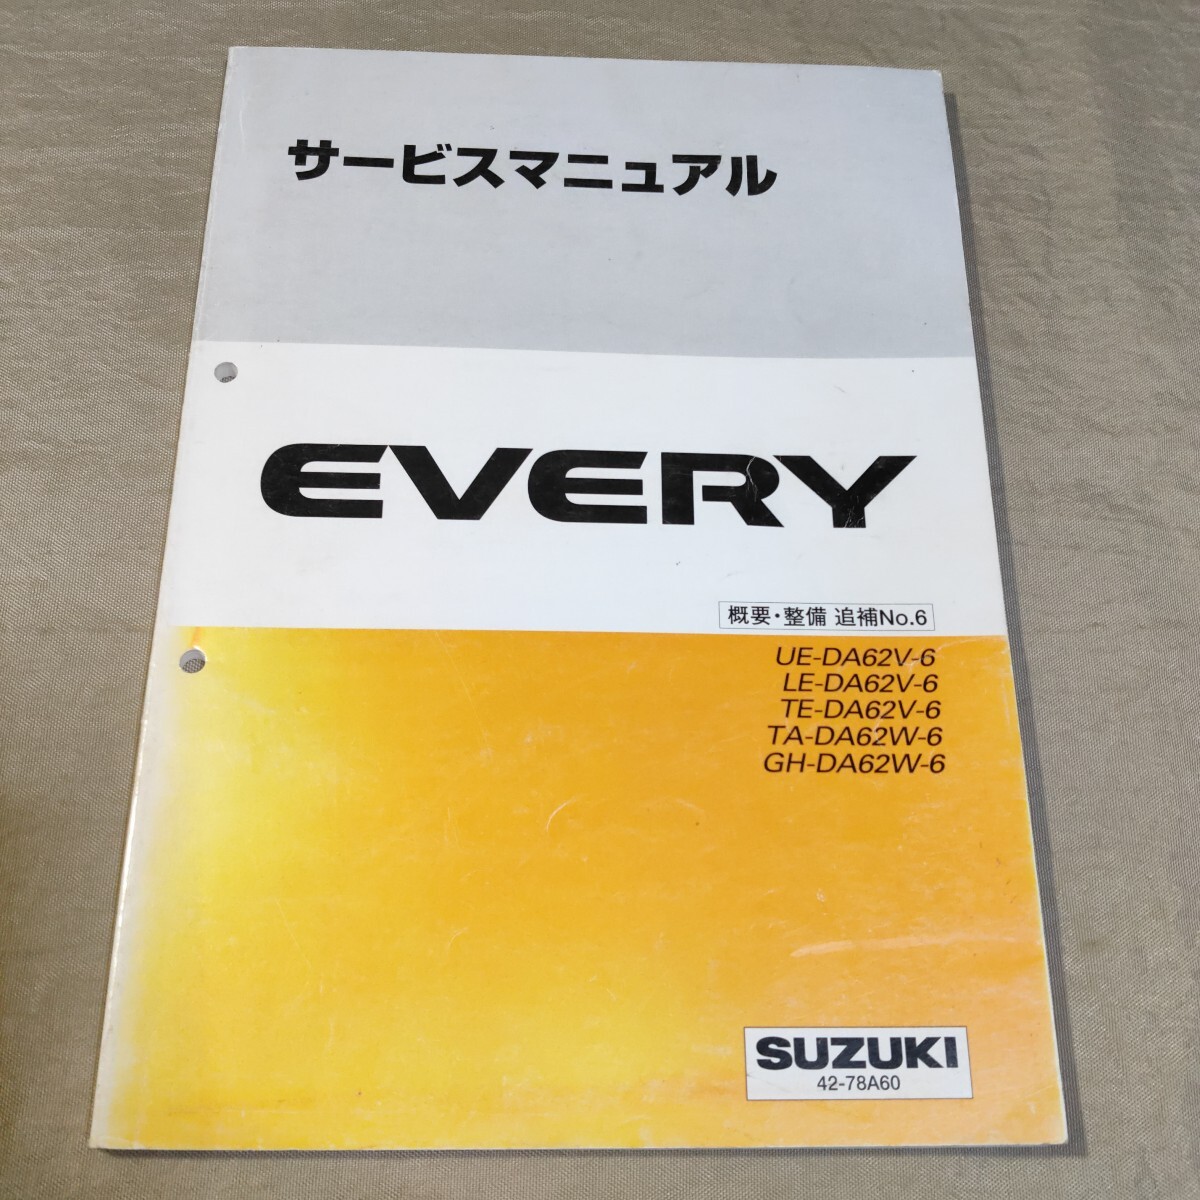 サービスマニュアル
EVERY
概要・整備 追補No.6
UE-DA62V-6
LE-DA62V-6
TE-DA62V-6
TA-DA62W-6
GH-DA62W-6
SUZUKI
42-78A60